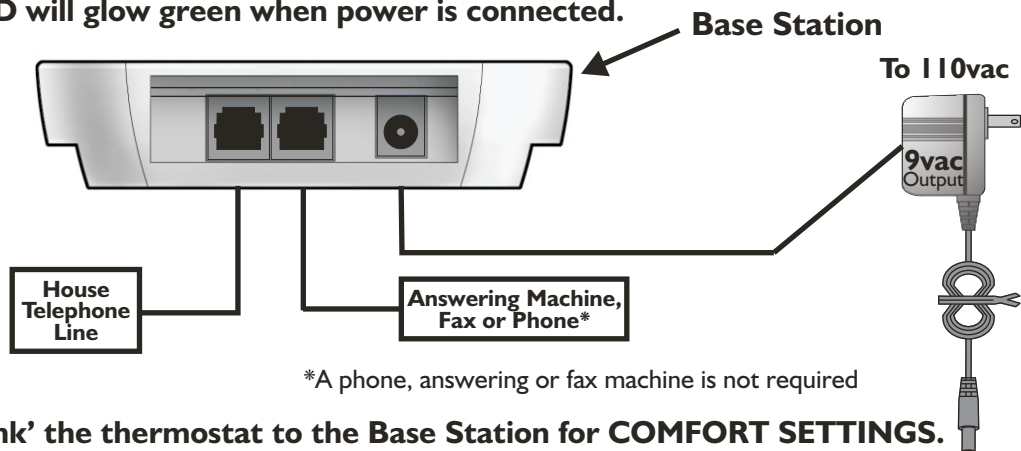 D will glow green when power is connected.
Base Station
To 110vac
9vac
Output
House
Telephone
Line
Answering Machine,
Fax or Phone*
*A phone, answering or fax machine is not required
nk’ the thermostat to the Base Station for COMFORT SETTINGS.